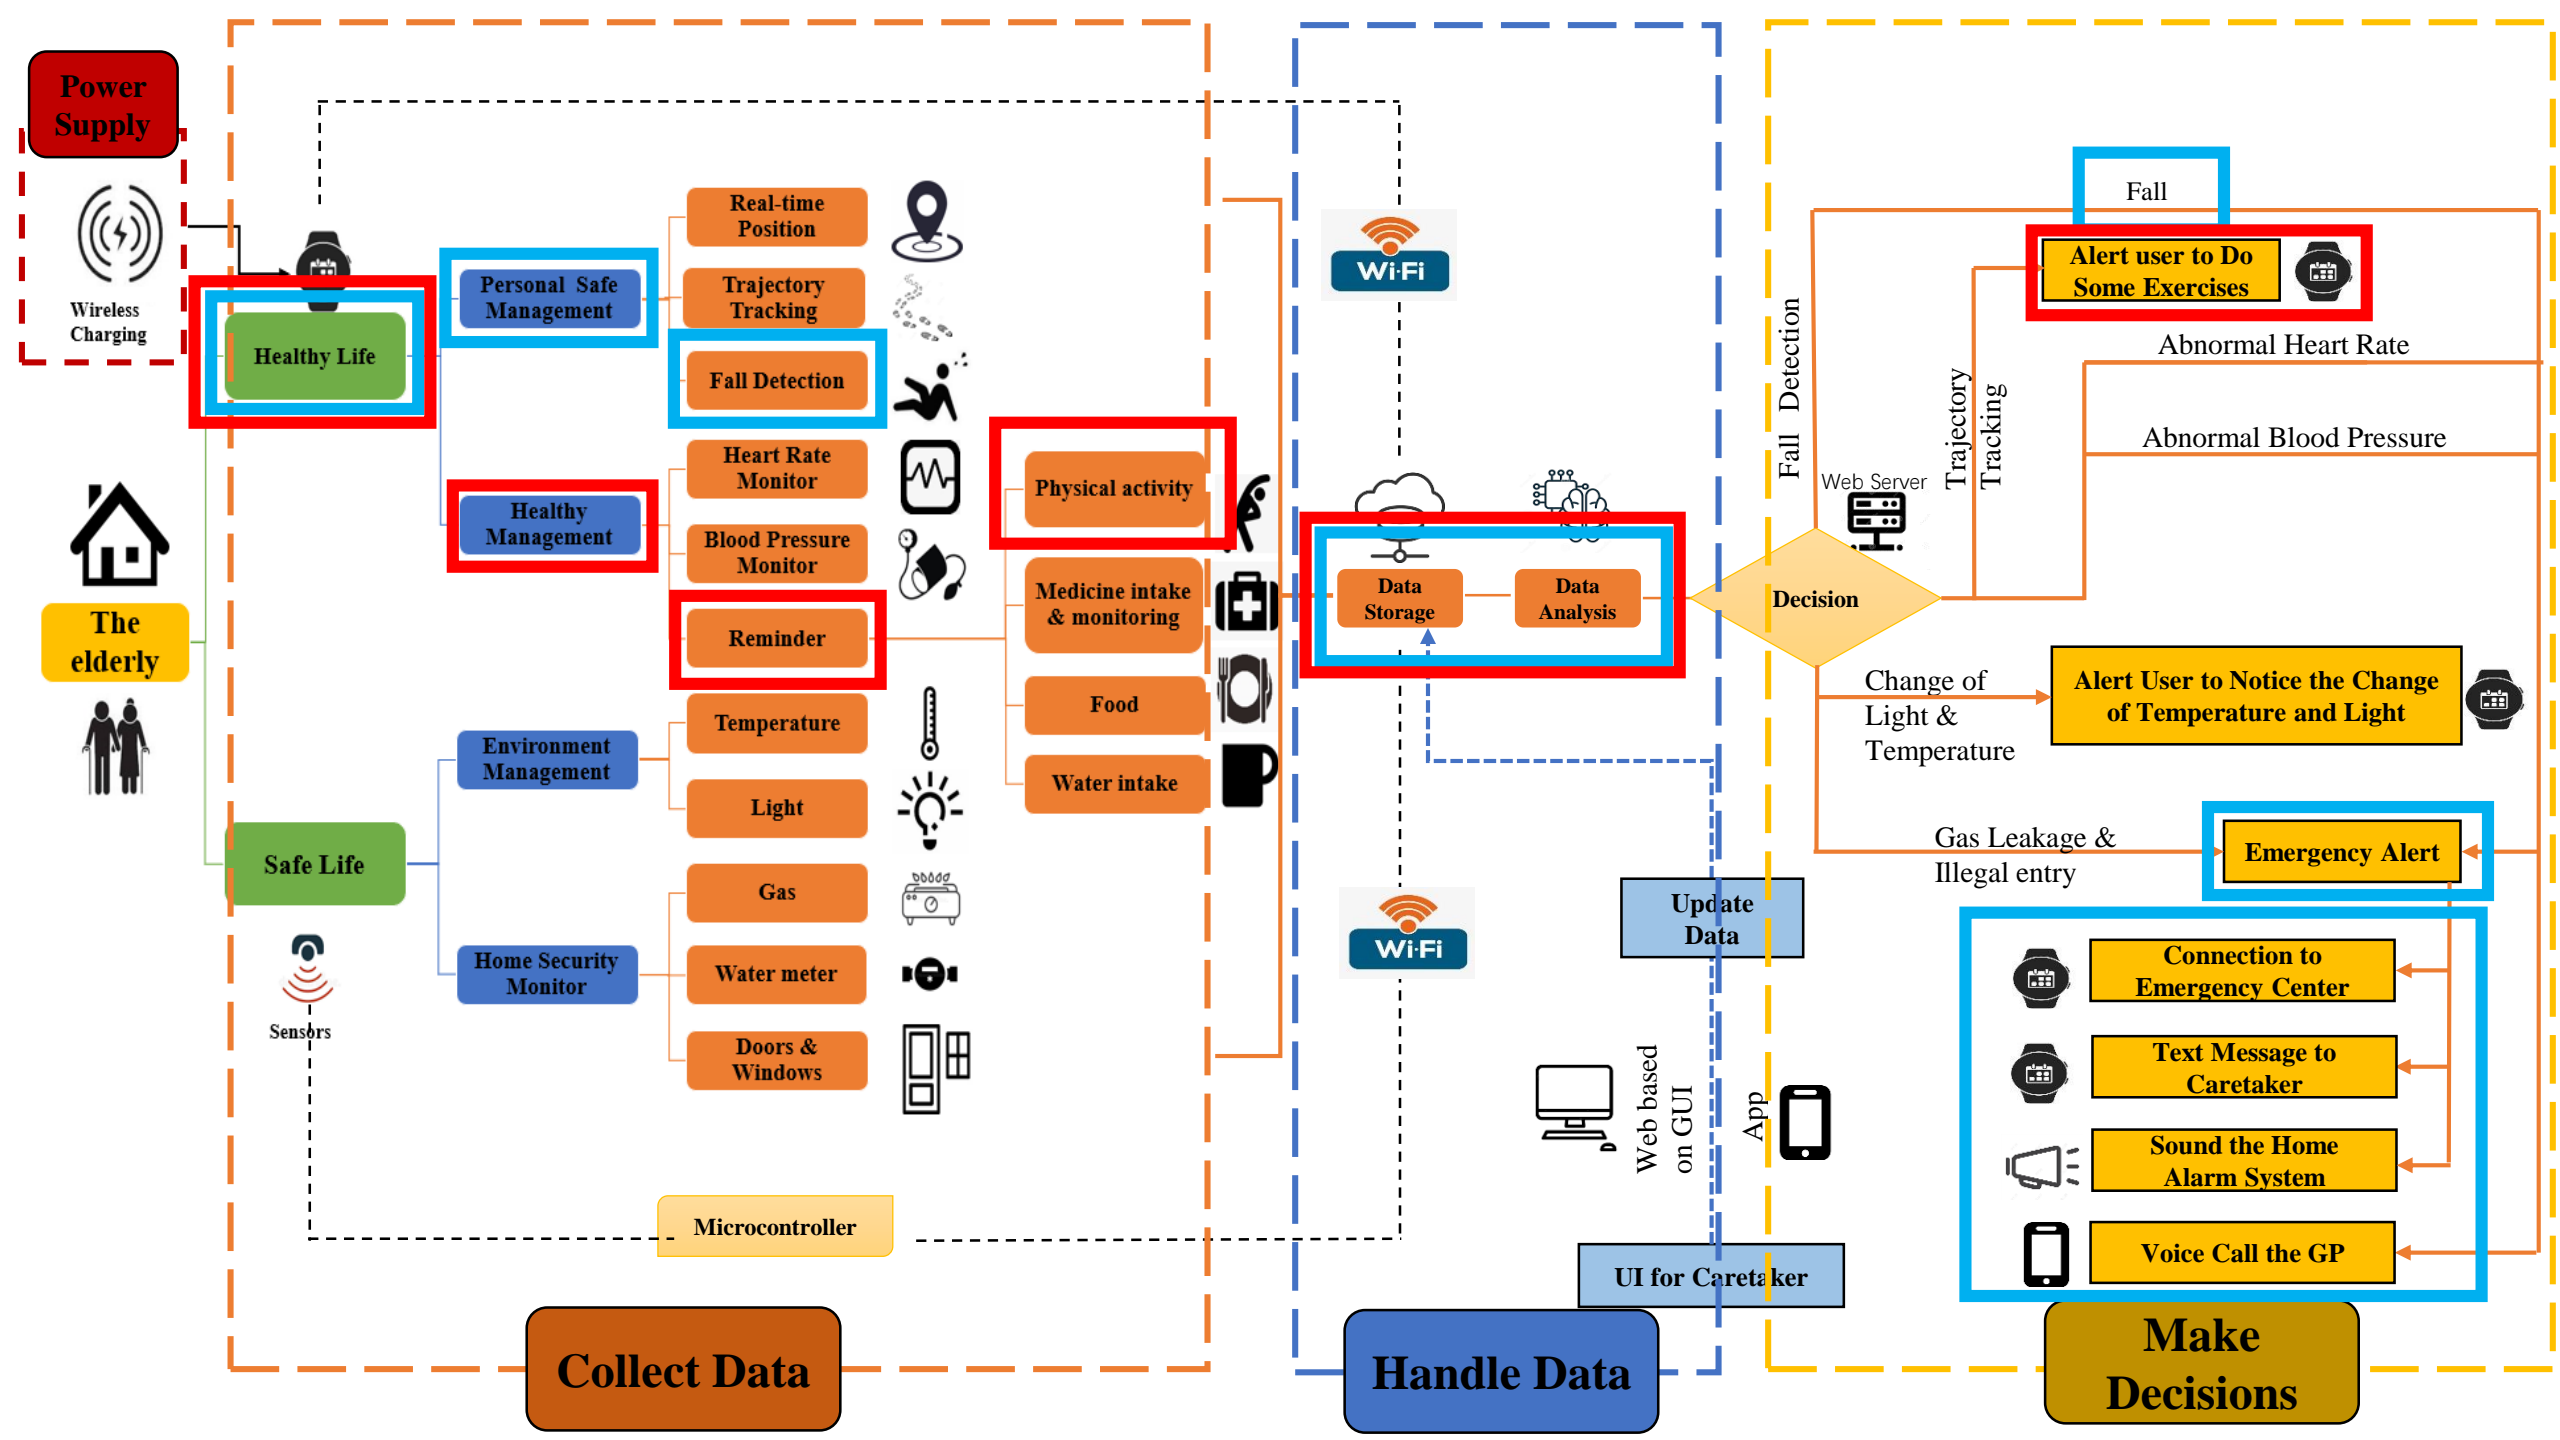 Power
Supply
Wireless
Charging
The
elderly
Healthy Life
Safe Life
Sensors
Personal Safe
Management
Healthy
Management
Environment
Management
Home Security
Monitor
Real-time
Position
Trajectory
Tracking
Fall Detection
Heart Rate
Monitor
Blood Pressure
Monitor
Reminder
Temperature
Light
Gas
Water meter
Doors &
Windows
Physical activity
Medicine intake
& monitoring
Food
Water intake
Microcontroller
Collect Data
Wi-Fi
Data
Storage
Data
Analysis
Wi-Fi
Update
Data
Web based
on GUI
App
UI for Caretaker
Handle Data
Fall Detection
Web Server
Decision
Trajectory
Tracking
Fall
Alert user to Do
Some Exercises
Abnormal Heart Rate
Abnormal Blood Pressure
Change of
Light &
Temperature
Alert User to Notice the Change
of Temperature and Light
Gas Leakage &
Illegal entry
Emergency Alert
Connection to
Emergency Center
Text Message to
Caretaker
Sound the Home
Alarm System
Voice Call the GP
Make
Decisions